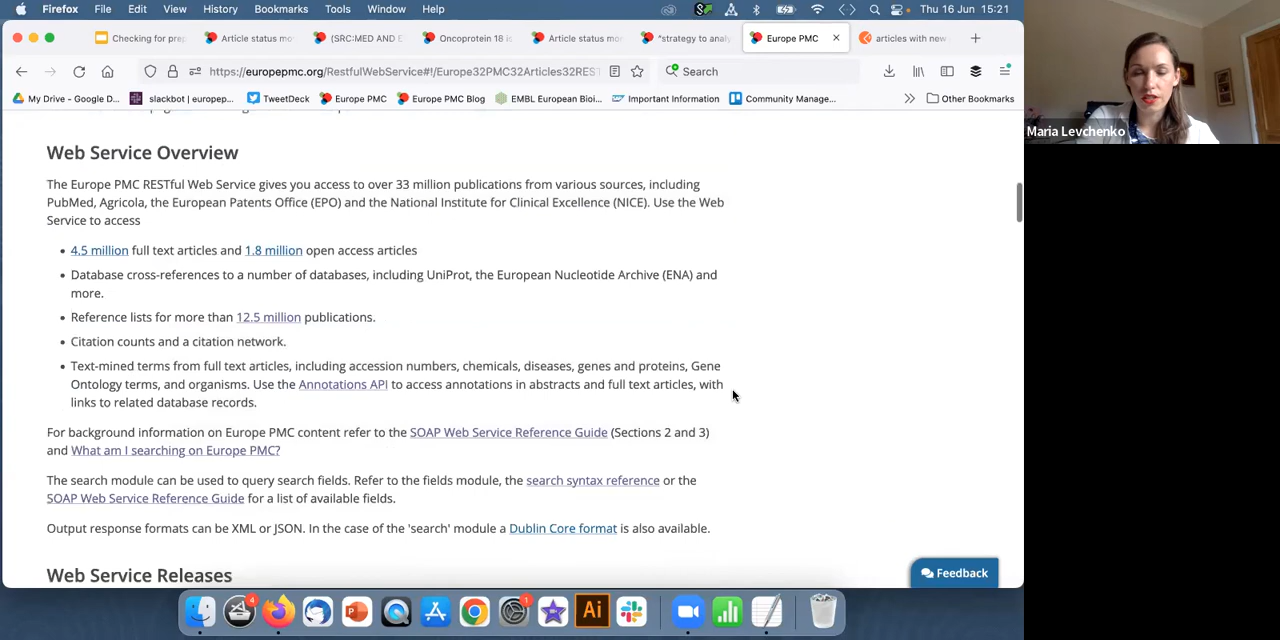 Firefox File Edit View History Bookmarks Tools Window Help Thu 16 Jun 15:21
Checking for prep Article status mo (SRC:MED AND E Oncoprotein 18 is Article status mo "strategy to analy Europe PMC articles with new
https://europepmc.org/RestfulWebService#!/Europe32PMC32Articles32REST Search
My Drive - Google D... slackbot | europep... TweetDeck Europe PMC Europe PMC Blog EMBL European Bioi... Important Information Community Manage... Other Bookmarks
Maria Levchenko
Web Service Overview
The Europe PMC RESTful Web Service gives you access to over 33 million publications from various sources, including
PubMed, Agricola, the European Patents Office (EPO) and the National Institute for Clinical Excellence (NICE). Use the Web
Service to access
• 4.5 million full text articles and 1.8 million open access articles
• Database cross-references to a number of databases, including UniProt, the European Nucleotide Archive (ENA) and
more.
• Reference lists for more than 12.5 million publications.
• Citation counts and a citation network.
• Text-mined terms from full text articles, including accession numbers, chemicals, diseases, genes and proteins, Gene
Ontology terms, and organisms. Use the Annotations API to access annotations in abstracts and full text articles, with
links to related database records.
For background information on Europe PMC content refer to the SOAP Web Service Reference Guide (Sections 2 and 3)
and What am I searching on Europe PMC?
The search module can be used to query search fields. Refer to the fields module, the search syntax reference or the
SOAP Web Service Reference Guide for a list of available fields.
Output response formats can be XML or JSON. In the case of the 'search' module a Dublin Core format is also available.
Web Service Releases
Feedback
4
1
Ai